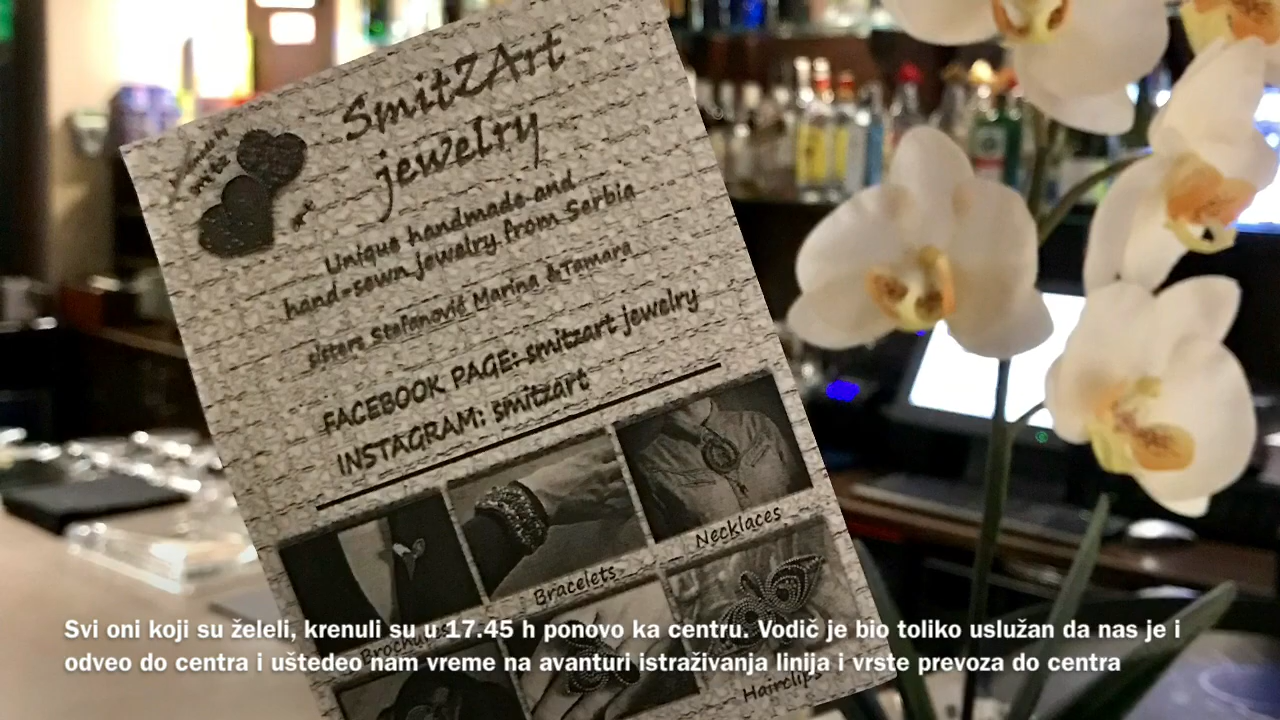 SmitZArt
jewelry
Unique handmade and
hand-sewn jewelry from Serbia
sisters Stefanović Marina & Tamara
FACEBOOK PAGE: smitzart jewelry
INSTAGRAM: smitzart
Necklaces
Bracelets
Brochures
Hairclips
Svi oni koji su želeli, krenuli su u 17.45 h ponovo ka centru. Vodič je bio toliko uslužan da nas je i
odveo do centra i uštedeo nam vreme na avanturi istraživanja linija i vrste prevoza do centra